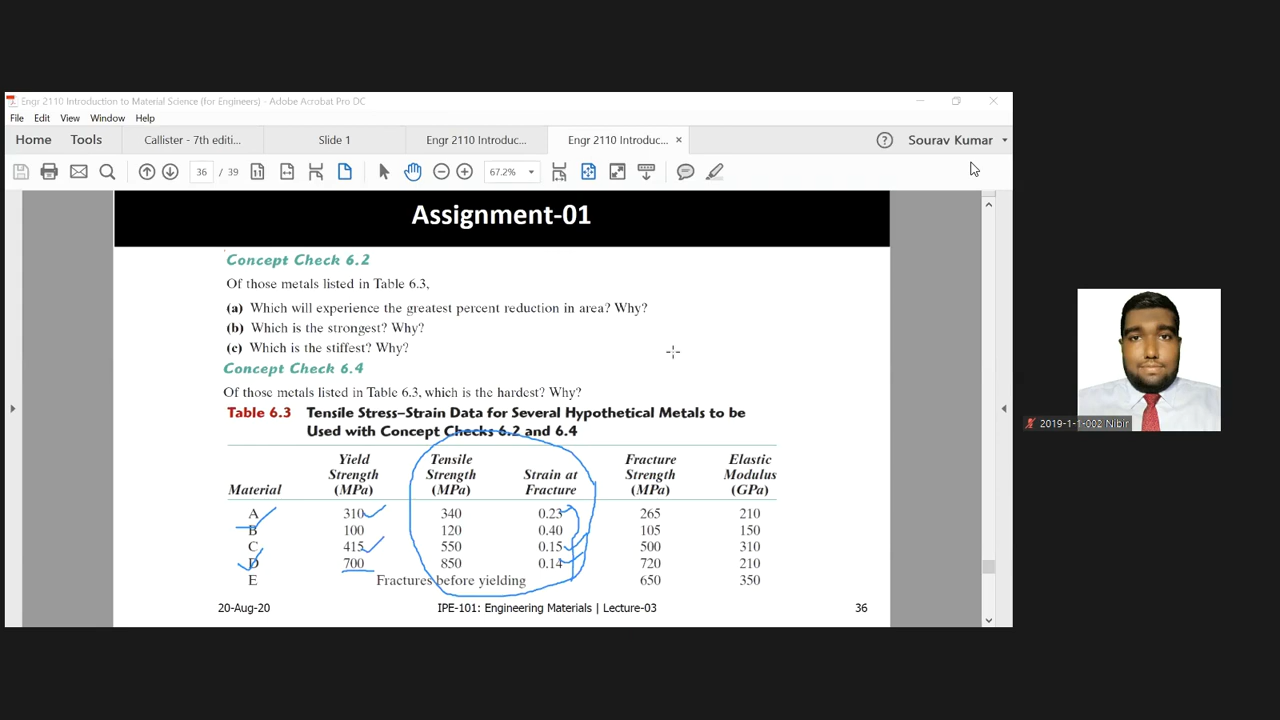 Engr 2110 Introduction to Material Science (for Engineers) - Adobe Acrobat Pro DC
File Edit View Window Help
Home Tools Callister - 7th editi... Slide 1 Engr 2110 Introduc... Engr 2110 Introduc... × Sourav Kumar
36 / 39 67.2%
Assignment-01
Concept Check 6.2
Of those metals listed in Table 6.3,
(a) Which will experience the greatest percent reduction in area? Why?
(b) Which is the strongest? Why?
(c) Which is the stiffest? Why?
Concept Check 6.4
Of those metals listed in Table 6.3, which is the hardest? Why?
Table 6.3 Tensile Stress–Strain Data for Several Hypothetical Metals to be
Used with Concept Checks 6.2 and 6.4
Yield Tensile Fracture Elastic
Strength Strength Strain at Strength Modulus
Material (MPa) (MPa) Fracture (MPa) (GPa)
A 310 340 0.23 265 210
B 100 120 0.40 105 150
C 415 550 0.15 500 310
D 700 850 0.14 720 210
E Fractures before yielding 650 350
20-Aug-20 IPE-101: Engineering Materials | Lecture-03 36
2019-1-1-002 Nibir